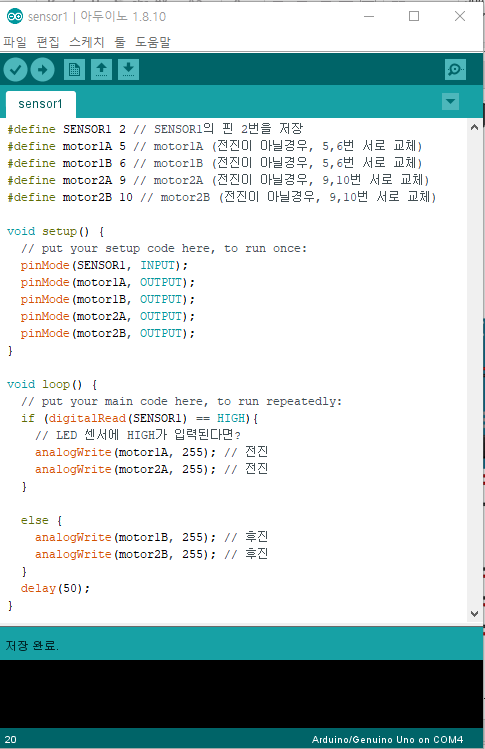 sensor1 | 아두이노 1.8.10
파일 편집 스케치 툴 도움말
sensor1
#define SENSOR1 2 // SENSOR1의 핀 2번을 저장
#define motor1A 5 // motor1A (전진이 아닐경우, 5,6번 서로 교체)
#define motor1B 6 // motor1B (전진이 아닐경우, 5,6번 서로 교체)
#define motor2A 9 // motor2A (전진이 아닐경우, 9,10번 서로 교체)
#define motor2B 10 // motor2B (전진이 아닐경우, 9,10번 서로 교체)
void setup() {
// put your setup code here, to run once:
pinMode(SENSOR1, INPUT);
pinMode(motor1A, OUTPUT);
pinMode(motor1B, OUTPUT);
pinMode(motor2A, OUTPUT);
pinMode(motor2B, OUTPUT);
}
void loop() {
// put your main code here, to run repeatedly:
if (digitalRead(SENSOR1) == HIGH){
// LED 센서에 HIGH가 입력된다면?
analogWrite(motor1A, 255); // 전진
analogWrite(motor2A, 255); // 전진
}
else {
analogWrite(motor1B, 255); // 후진
analogWrite(motor2B, 255); // 후진
}
delay(50);
}
저장 완료.
20 Arduino/Genuino Uno on COM4